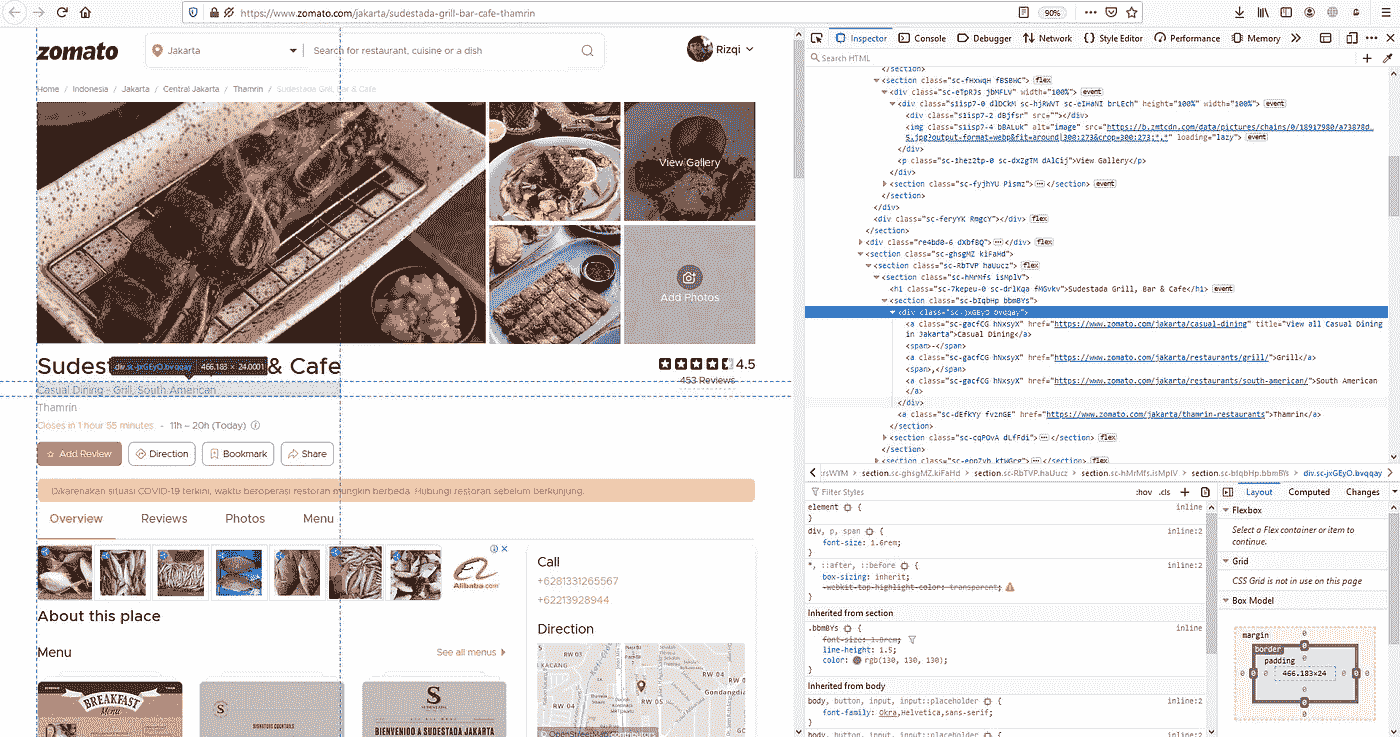 https://www.zomato.com/jakarta/sudestada-grill-bar-cafe-thamrin
90%
zomato
Jakarta
Search for restaurant, cuisine or a dish
Rizqi
Home / Indonesia / Jakarta / Central Jakarta / Thamrin / Sudestada Grill, Bar & Cafe
View Gallery
Add Photos
& Cafe
div.sc-jxGEyO.bvqqay 466.183 × 24.0001
4.5
453 Reviews
Casual Dining - Grill, South American
Thamrin
Closes in 1 hour 55 minutes - 11h – 20h (Today)
Add Review
Direction
Bookmark
Share
Dikarenakan situasi COVID-19 terkini, waktu beroperasi restoran mungkin berbeda. Hubungi restoran sebelum berkunjung.
Overview
Reviews
Photos
Menu
Alibaba.com
About this place
Menu
See all menus
BREAKFAST
Menu
SIGNATURE COCKTAILS
SUDESTADA
BIENVENIDO A SUDESTADA JAKARTA
Call
+6281331265567
+62213928944
Direction
RW 03
RW 04
RW 04
Gondangdia
© OpenStreetMap contributors
Inspector
Console
Debugger
Network
Style Editor
Performance
Memory
Search HTML
</section>
<section class="sc-fHxwqH fBSBHC"> flex
<div class="sc-eTpRJs jbMFLV" width="100%"> event
<div class="s1isp7-0 dlDCkM sc-hjRWVT sc-eIHaNI brLEch" height="100%" width="100%"> event
<div class="s1isp7-2 dBjfsr" src=""></div>
<img class="s1isp7-4 bBALuk" alt="image" src="https://b.zmtcdn.com/data/pictures/chains/0/18917980/a73878d…
.jpg?output-format=webp&fit=around|300:273&crop=300:273;*,*" loading="lazy"> event
</div>
<p class="sc-1hez2tp-0 sc-dxZgTM dAlCij">View Gallery</p>
</div>
<section class="sc-fyjhYU Pismz"> </section> event
</section>
</div>
<div class="sc-feryYK RmgcY"></div> flex
</section>
<div class="re4bd0-6 dXbfBQ"> </div> flex
<section class="sc-ghsgMZ kiFaHd">
<section class="sc-RbTVP haUucz"> flex
<section class="sc-hMrMfs isMplV">
<h1 class="sc-7kepeu-0 sc-drlKqa fMGvkv">Sudestada Grill, Bar & Cafe</h1> event
<section class="sc-bIqbHp bbmBYs">
<div class="sc-jxGEyO bvqqay">
<a class="sc-gacfCG hNxsyX" href="https://www.zomato.com/jakarta/casual-dining" title="View all Casual Dining
in Jakarta">Casual Dining</a>
<span>-</span>
<a class="sc-gacfCG hNxsyX" href="https://www.zomato.com/jakarta/restaurants/grill/">Grill</a>
<span>,</span>
<a class="sc-gacfCG hNxsyX" href="https://www.zomato.com/jakarta/restaurants/south-american/">South American
</a>
</div>
<a class="sc-dEfkYy fvznGE" href="https://www.zomato.com/jakarta/thamrin-restaurants">Thamrin</a>
</section>
<section class="sc-cqPOvA dLfFdi"> </section> flex
section.sc-ghsgMZ.kiFaHd
section.sc-RbTVP.haUucz
section.sc-hMrMfs.isMplV
section.sc-bIqbHp.bbmBYs
div.sc-jxGEyO.bvqqay
Filter Styles
:hov .cls
element { inline
}
div, p, span { inline:2
font-size: 1.6rem;
}
*, ::after, ::before { inline:2
box-sizing: inherit;
-webkit-tap-highlight-color: transparent;
}
Inherited from section
.bbmBYs { inline
font-size: 1.8rem;
line-height: 1.5;
color: rgb(130, 130, 130);
}
Inherited from body
body, button, input, input::placeholder { inline:2
font-family: Okra,Helvetica,sans-serif;
}
body, button, input, input::placeholder { inline:2
Layout
Computed
Changes
Flexbox
Select a Flex container or item to
continue.
Grid
CSS Grid is not in use on this page
Box Model
margin
0
border
0
padding
0
0 0 0 466.183×24 0 0 0
0
0
0